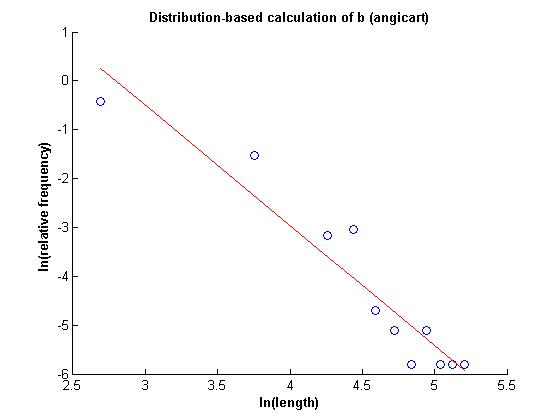 Distribution-based calculation of b (angicart)
1
0
-1
-2
-3
-4
-5
-6
ln(relative frequency)
2.5 3 3.5 4 4.5 5 5.5
ln(length)